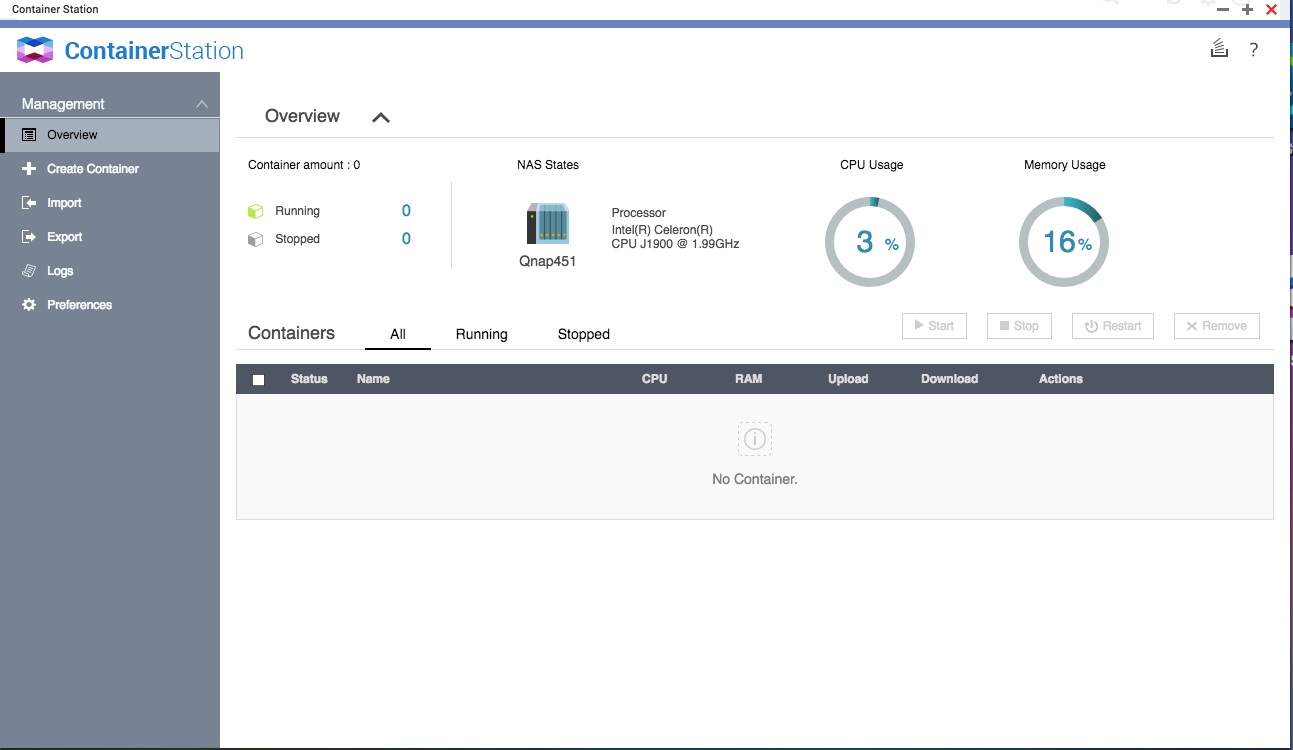 Container Station
ContainerStation
?
Management
Overview
Create Container
Import
Export
Logs
Preferences
Overview
Container amount : 0
Running 0
Stopped 0
NAS States
Qnap451
Processor
Intel(R) Celeron(R)
CPU J1900 @ 1.99GHz
CPU Usage
3 %
Memory Usage
16%
Containers All Running Stopped
Start Stop Restart Remove
Status Name CPU RAM Upload Download Actions
No Container.